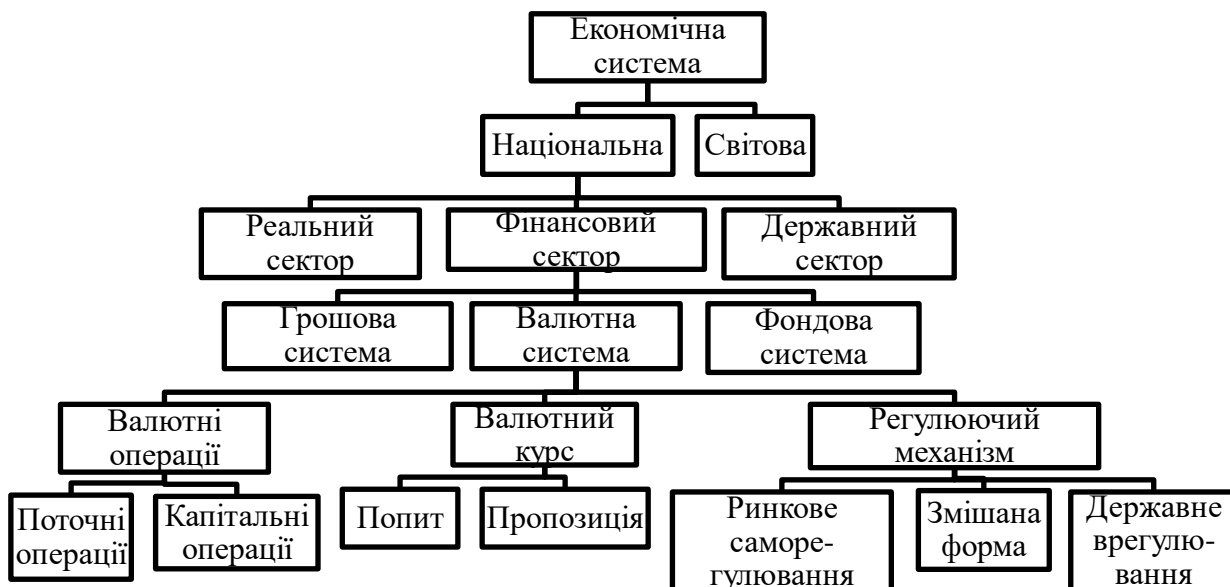 Економічна
система
Національна
Світова
Реальний
сектор
Фінансовий
сектор
Державний
сектор
Грошова
система
Валютна
система
Фондова
система
Валютні
операції
Валютний
курс
Регулюючий
механізм
Поточні
операції
Капітальні
операції
Попит
Пропозиція
Ринкове
саморе-
гулювання
Змішана
форма
Державне
врегулю-
вання